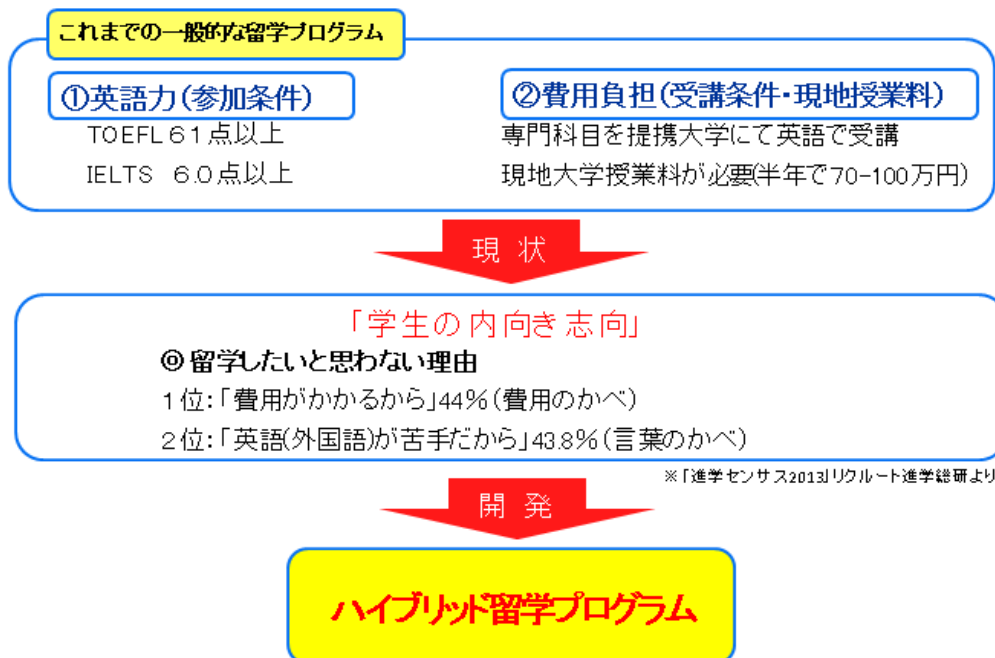 これまでの一般的な留学プログラム
①英語力(参加条件)
TOEFL61点以上
IELTS 6.0点以上
②費用負担(受講条件・現地授業料)
専門科目を提携大学にて英語で受講
現地大学授業料が必要(半年で70-100万円)
現 状
「学生の内向き志向」
◎留学したいと思わない理由
1位:「費用がかかるから」44%(費用のかべ)
2位:「英語(外国語)が苦手だから」43.8%(言葉のかべ)
※「進学センサス2013」リクルート進学総研より
開 発
ハイブリッド留学プログラム